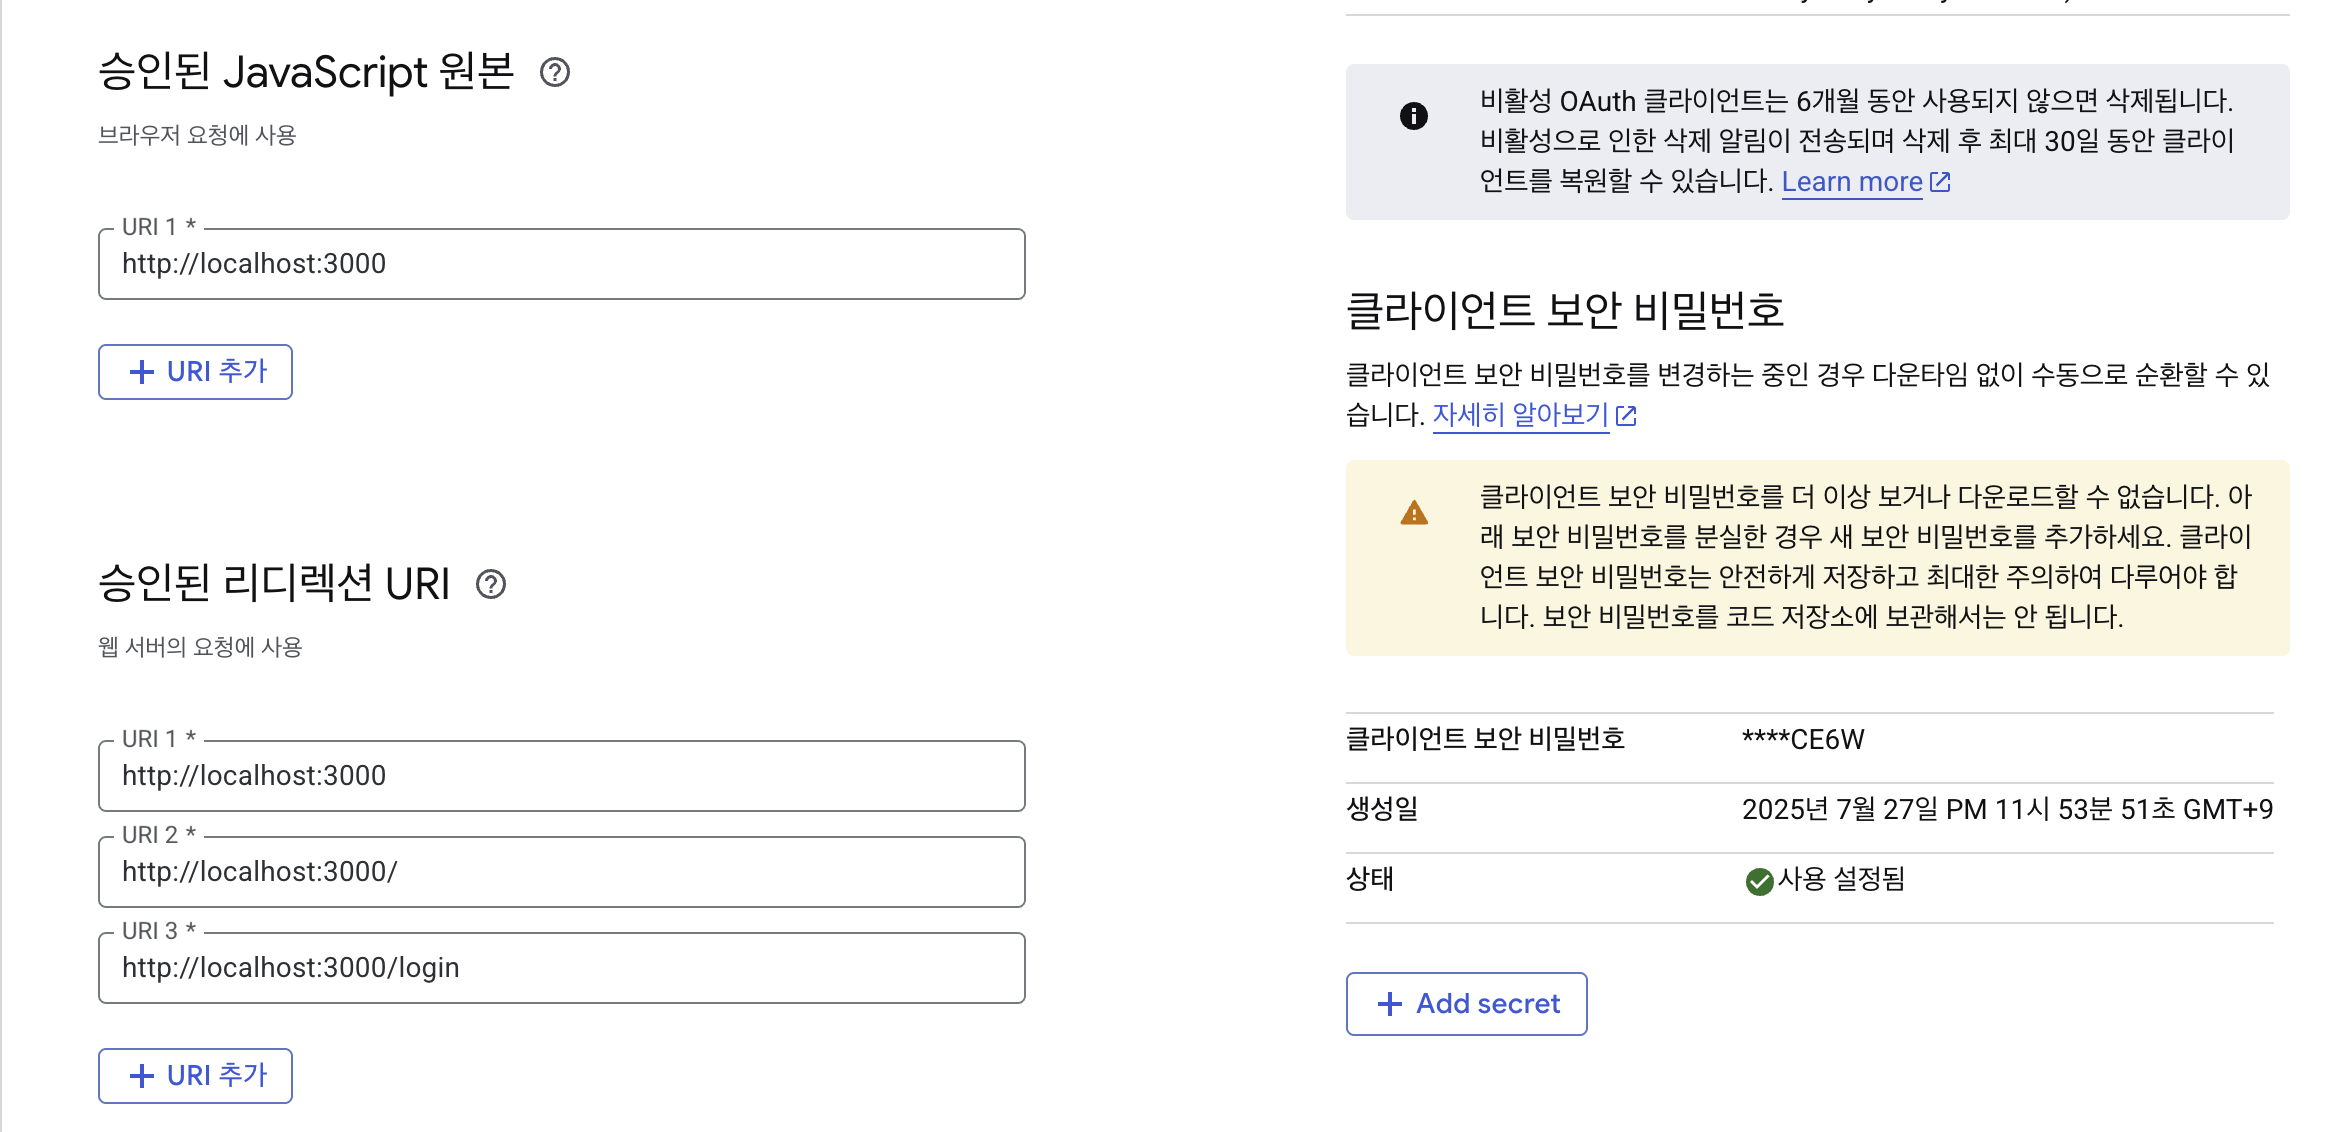 승인된 JavaScript 원본
브라우저 요청에 사용
URI 1 *
http://localhost:3000
+ URI 추가
승인된 리디렉션 URI
웹 서버의 요청에 사용
URI 1 *
http://localhost:3000
URI 2 *
http://localhost:3000/
URI 3 *
http://localhost:3000/login
+ URI 추가
비활성 OAuth 클라이언트는 6개월 동안 사용되지 않으면 삭제됩니다.
비활성으로 인한 삭제 알림이 전송되며 삭제 후 최대 30일 동안 클라이
언트를 복원할 수 있습니다. Learn more
클라이언트 보안 비밀번호
클라이언트 보안 비밀번호를 변경하는 중인 경우 다운타임 없이 수동으로 순환할 수 있
습니다. 자세히 알아보기
클라이언트 보안 비밀번호를 더 이상 보거나 다운로드할 수 없습니다. 아
래 보안 비밀번호를 분실한 경우 새 보안 비밀번호를 추가하세요. 클라이
언트 보안 비밀번호는 안전하게 저장하고 최대한 주의하여 다루어야 합
니다. 보안 비밀번호를 코드 저장소에 보관해서는 안 됩니다.
클라이언트 보안 비밀번호 ****CE6W
생성일 2025년 7월 27일 PM 11시 53분 51초 GMT+9
상태 사용 설정됨
+ Add secret